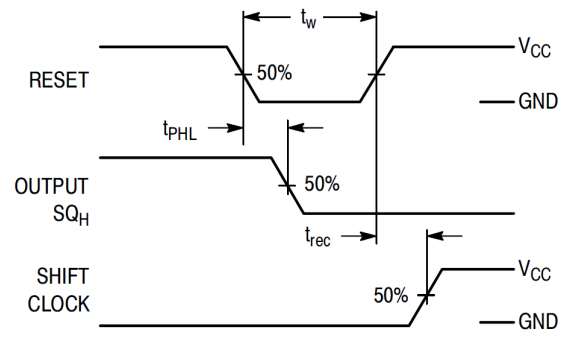 tw
VCC
RESET
50%
GND
tPHL
OUTPUT
SQH
50%
trec
SHIFT
CLOCK
VCC
50%
GND